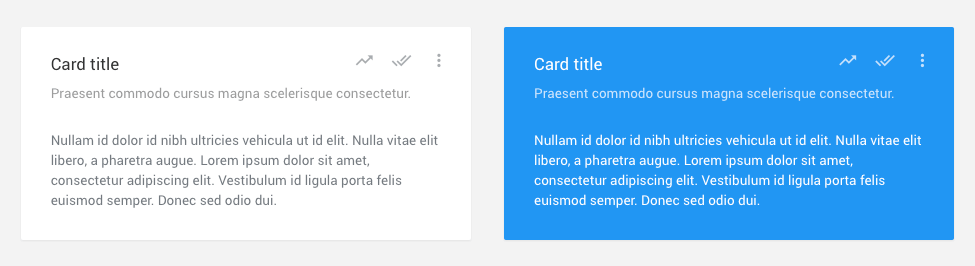 Card title
Praesent commodo cursus magna scelerisque consectetur.
Nullam id dolor id nibh ultricies vehicula ut id elit. Nulla vitae elit
libero, a pharetra augue. Lorem ipsum dolor sit amet,
consectetur adipiscing elit. Vestibulum id ligula porta felis
euismod semper. Donec sed odio dui.
Card title
Praesent commodo cursus magna scelerisque consectetur.
Nullam id dolor id nibh ultricies vehicula ut id elit. Nulla vitae elit
libero, a pharetra augue. Lorem ipsum dolor sit amet,
consectetur adipiscing elit. Vestibulum id ligula porta felis
euismod semper. Donec sed odio dui.